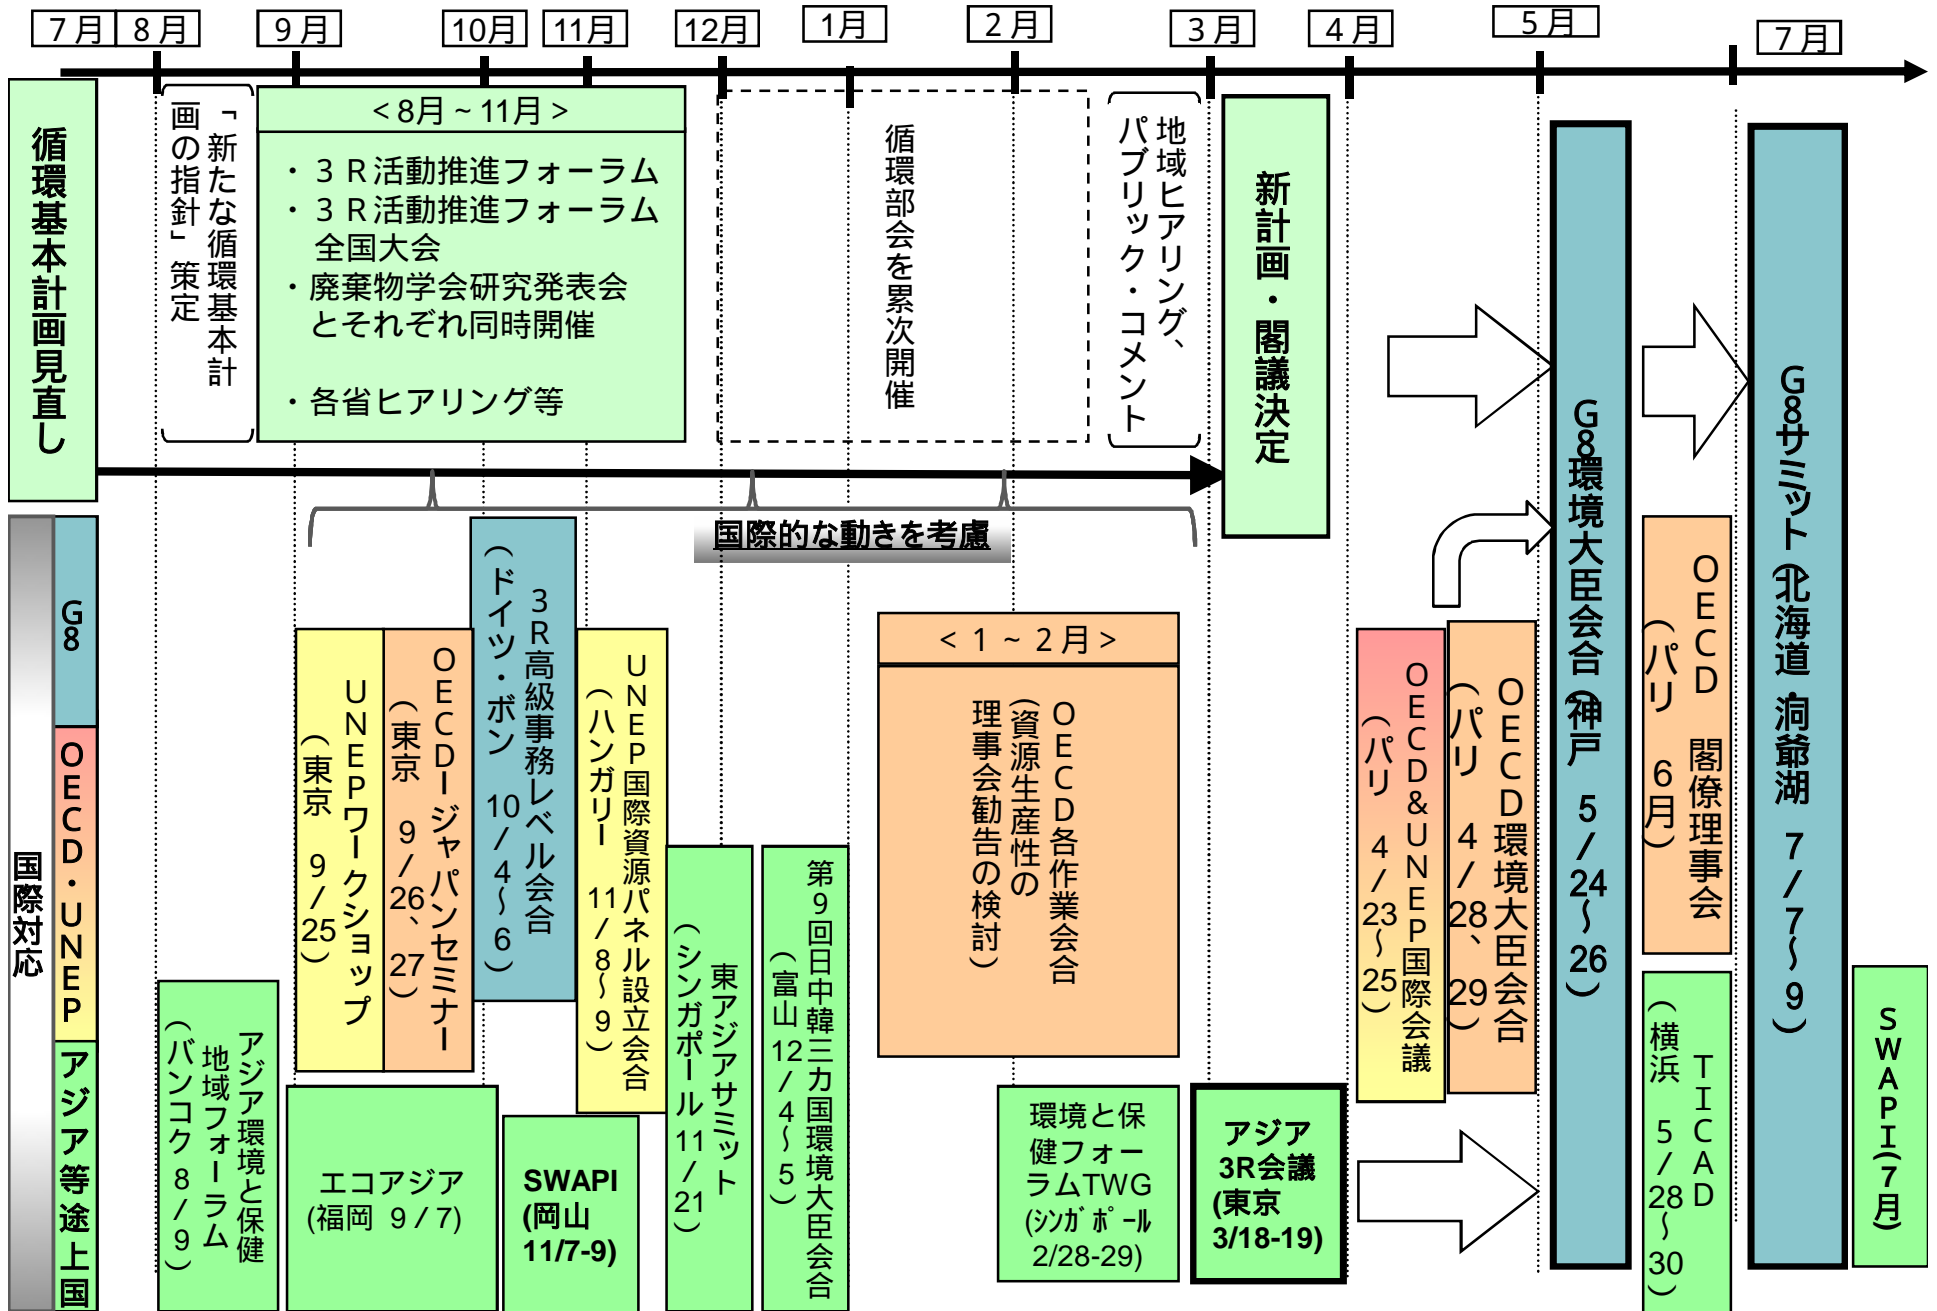 7月
8月
9月
10月
11月
12月
1月
2月
3月
4月
5月
7月
循環基本計画見直し
「新たな循環基本計
画の指針」策定
<8月~11月>
・3R活動推進フォーラム
・3R活動推進フォーラム
全国大会
・廃棄物学会研究発表会
とそれぞれ同時開催
・各省ヒアリング等
循環部会を累次開催
地域ヒアリング、
パブリック・コメント
新計画・閣議決定
国際的な動きを考慮
国際対応
G8
OECD・UNEP
アジア等途上国
アジア環境と保健
地域フォーラム
(バンコク 8/9)
UNEPワークショップ
(東京 9/25)
OECDージャパンセミナー
(東京 9/26、27)
3R高級事務レベル会合
(ドイツ・ボン 10/4~6)
UNEP国際資源パネル設立会合
(ハンガリー 11/8~9)
エコアジア
(福岡 9/7)
SWAPI
(岡山
11/7-9)
東アジアサミット
(シンガポール 11/21)
第9回日中韓三カ国環境大臣会合
(富山 12/4~5)
<1~2月>
OECD各作業会合
(資源生産性の
理事会勧告の検討)
環境と保
健フォー
ラムTWG
(シンガポール
2/28-29)
アジア
3R会議
(東京
3/18-19)
OECD&UNEP国際会議
(パリ 4/23~25)
OECD環境大臣会合
(パリ 4/28、29)
G8環境大臣会合(神戸 5/24~26)
OECD 閣僚理事会
(パリ 6月)
TICAD
(横浜 5/28~30)
G8サミット(北海道・洞爺湖 7/7~9)
SWAPI(7月)